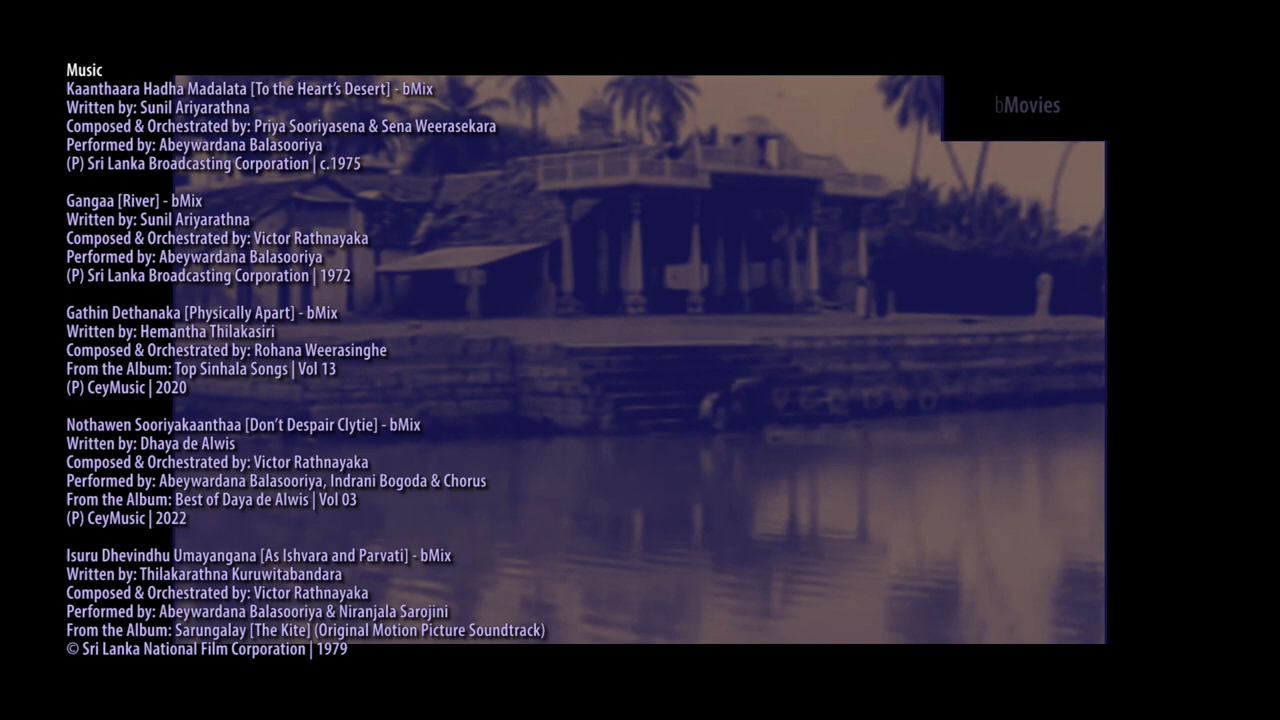 Music
Kaanthaara Hadha Madalata [To the Heart's Desert] - bMix
Written by: Sunil Ariyarathna
Composed & Orchestrated by: Priya Sooriyasena & Sena Weerasekara
Performed by: Abeywardana Balasooriya
(P) Sri Lanka Broadcasting Corporation | c.1975
Gangaa [River] - bMix
Written by: Sunil Ariyarathna
Composed & Orchestrated by: Victor Rathnayaka
Performed by: Abeywardana Balasooriya
(P) Sri Lanka Broadcasting Corporation | 1972
Gathin Dethanaka [Physically Apart] - bMix
Written by: Hemantha Thilakasiri
Composed & Orchestrated by: Rohana Weerasinghe
From the Album: Top Sinhala Songs | Vol 13
(P) CeyMusic | 2020
Nothawen Sooriyakaanthaa [Don't Despair Clytie] - bMix
Written by: Dhaya de Alwis
Composed & Orchestrated by: Victor Rathnayaka
Performed by: Abeywardana Balasooriya, Indrani Bogoda & Chorus
From the Album: Best of Daya de Alwis | Vol 03
(P) CeyMusic | 2022
Isuru Dhevindhu Umayangana [As Ishvara and Parvati] - bMix
Written by: Thilakarathna Kuruwitabandara
Composed & Orchestrated by: Victor Rathnayaka
Performed by: Abeywardana Balasooriya & Niranjala Sarojini
From the Album: Sarungalay [The Kite] (Original Motion Picture Soundtrack)
© Sri Lanka National Film Corporation | 1979
bMovies